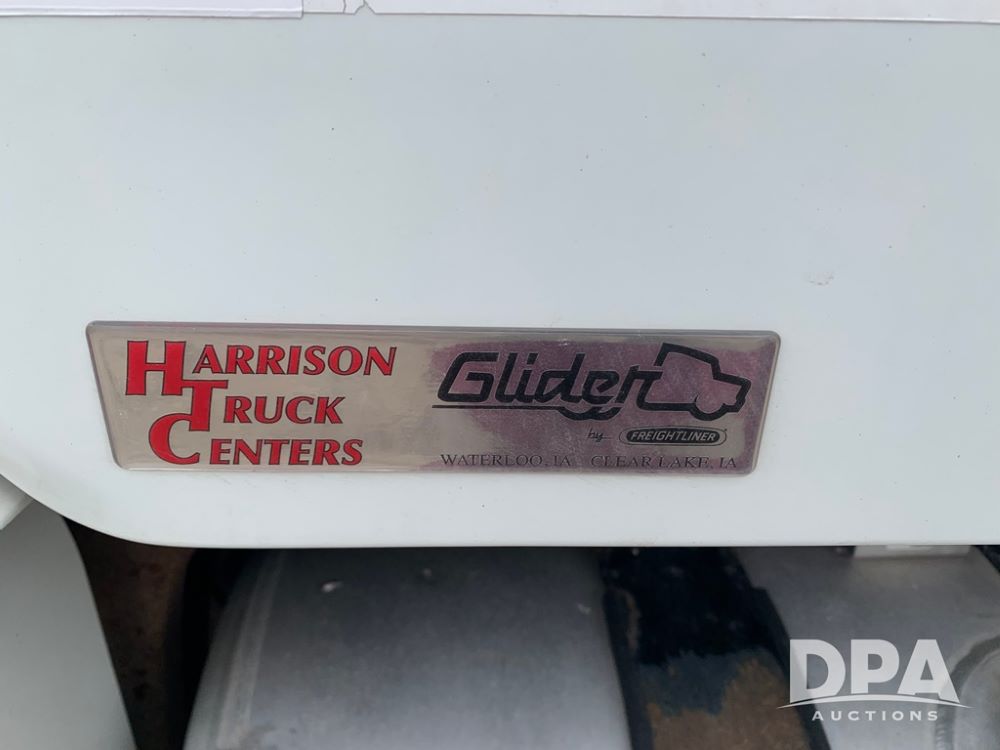 HARRISON
TRUCK
CENTERS
Glider
by FREIGHTLINER
WATERLOO, IA CLEAR LAKE, IA
DPA
AUCTIONS